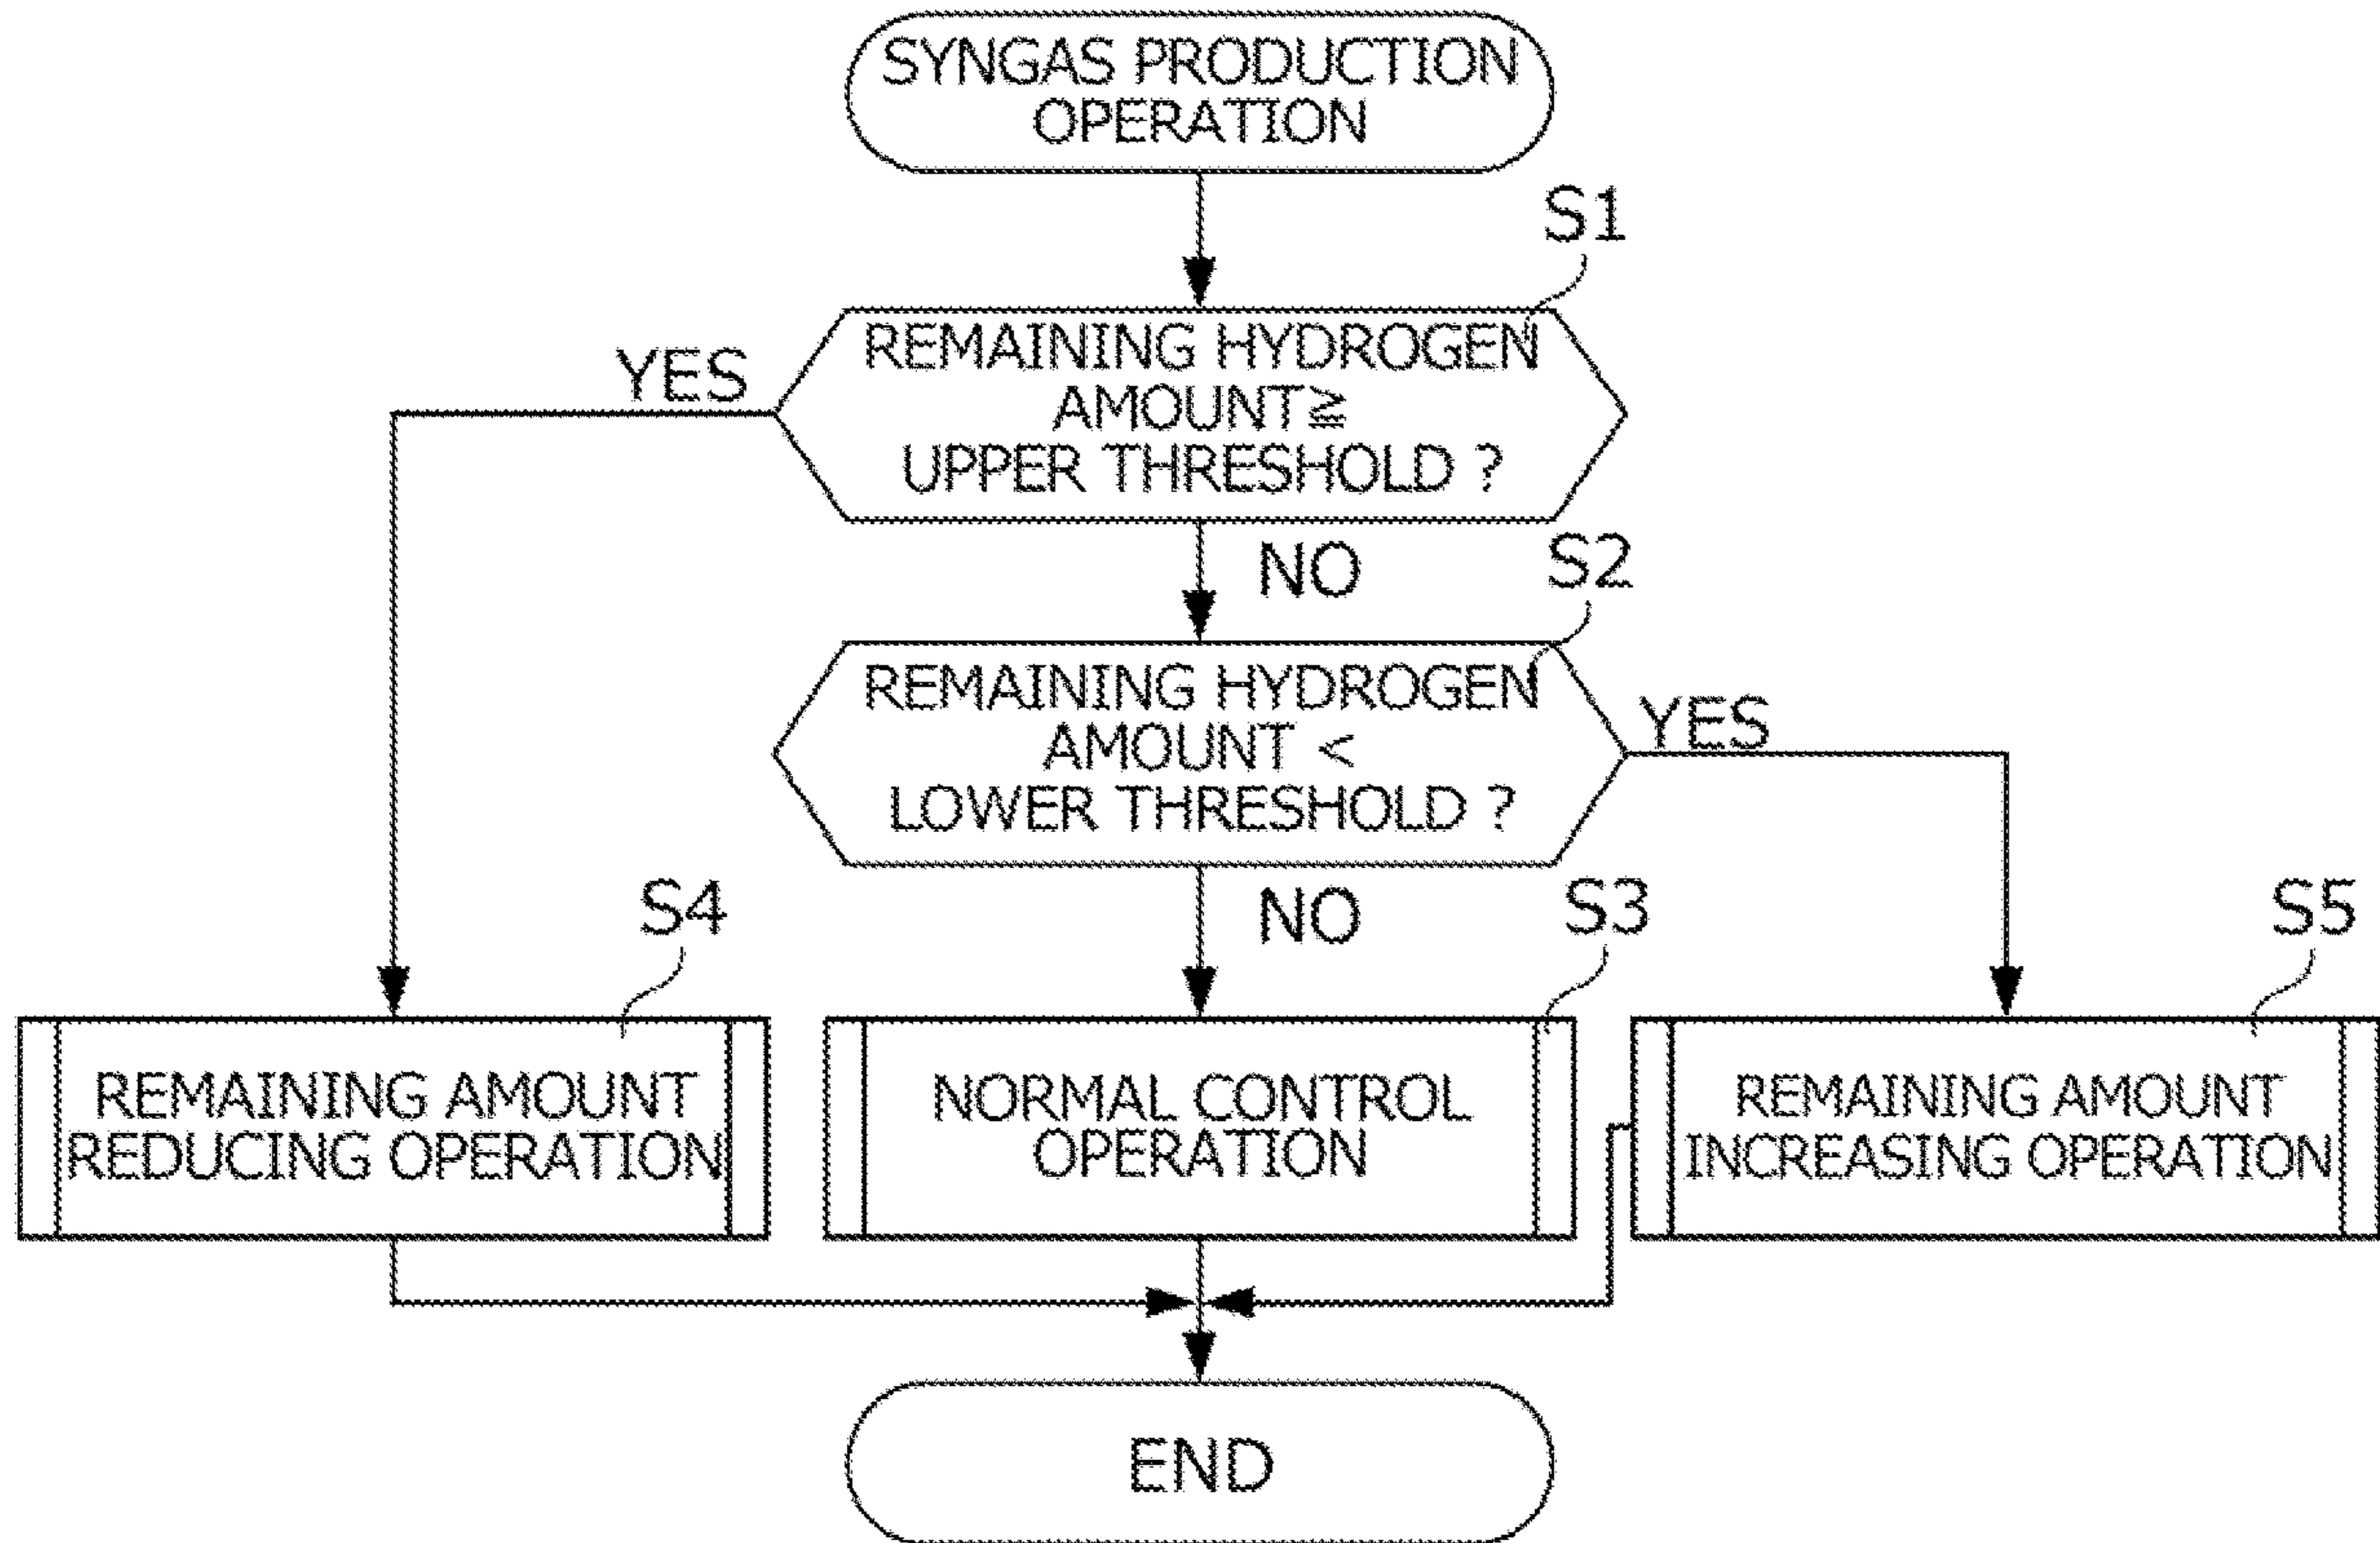 SYNGAS PRODUCTION
OPERATION
S1
REMAINING HYDROGEN
AMOUNT≧
UPPER THRESHOLD ?
YES
NO
S2
REMAINING HYDROGEN
AMOUNT <
LOWER THRESHOLD ?
YES
NO
S4
REMAINING AMOUNT
REDUCING OPERATION
S3
NORMAL CONTROL
OPERATION
S5
REMAINING AMOUNT
INCREASING OPERATION
END